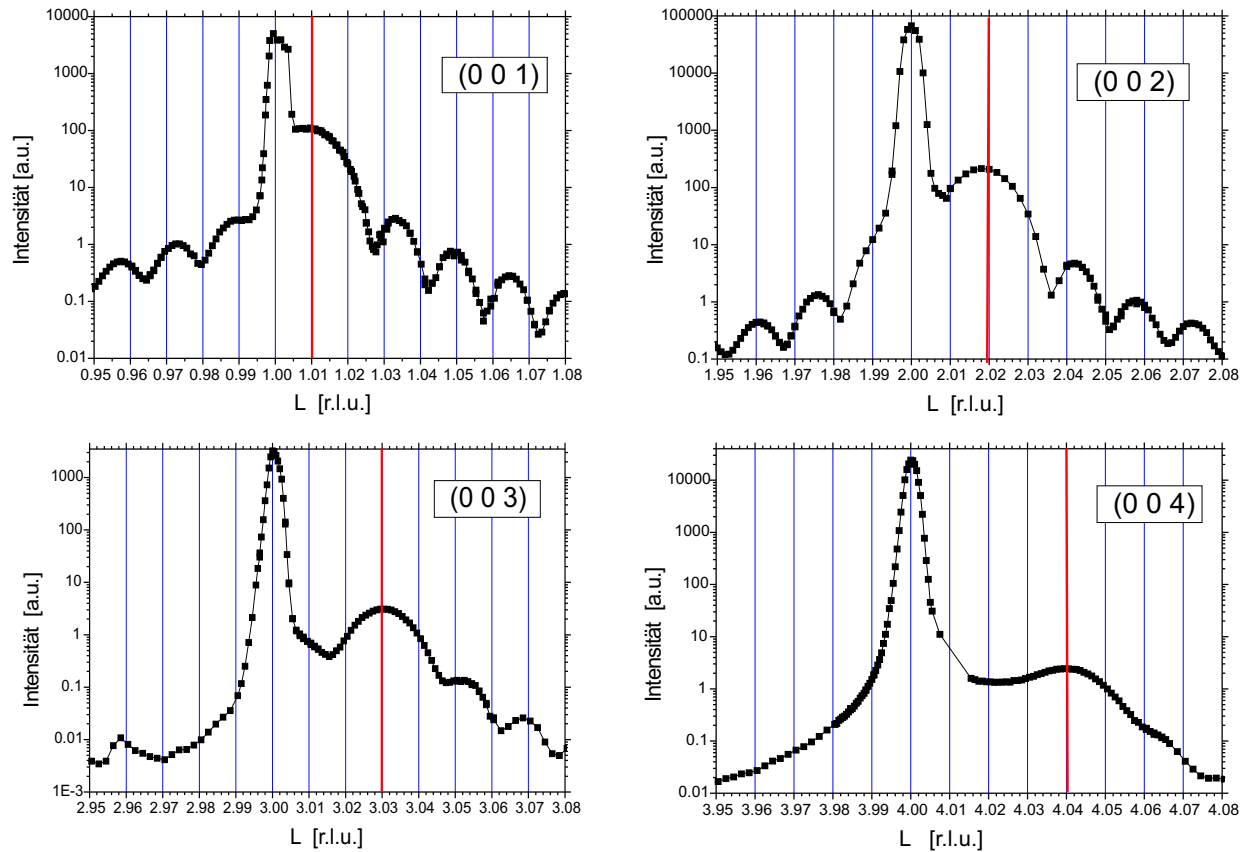 Intensität [a.u.]
10000
1000
100
10
1
0.1
0.01
(0 0 1)
0.95 0.96 0.97 0.98 0.99 1.00 1.01 1.02 1.03 1.04 1.05 1.06 1.07 1.08
L [r.l.u.]
Intensität [a.u.]
100000
10000
1000
100
10
1
0.1
(0 0 2)
1.95 1.96 1.97 1.98 1.99 2.00 2.01 2.02 2.03 2.04 2.05 2.06 2.07 2.08
L [r.l.u.]
Intensität [a.u.]
1000
100
10
1
0.1
0.01
1E-3
(0 0 3)
2.95 2.96 2.97 2.98 2.99 3.00 3.01 3.02 3.03 3.04 3.05 3.06 3.07 3.08
L [r.l.u.]
Intensität [a.u.]
10000
1000
100
10
1
0.1
0.01
(0 0 4)
3.95 3.96 3.97 3.98 3.99 4.00 4.01 4.02 4.03 4.04 4.05 4.06 4.07 4.08
L [r.l.u.]